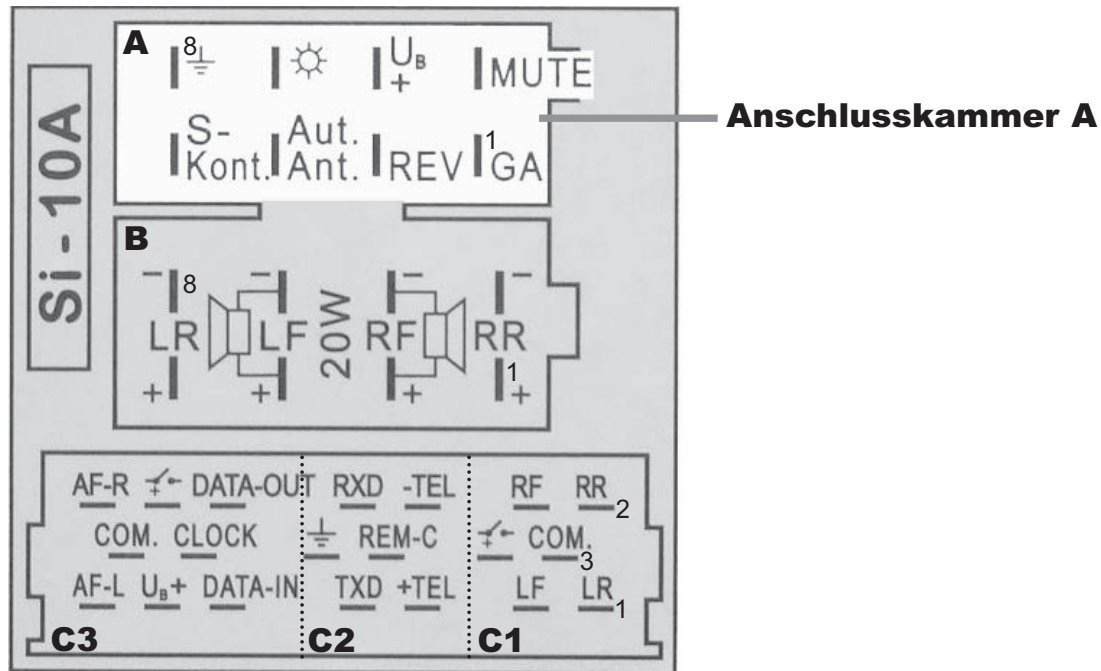 A
8 ⏚ ☼ UB + MUTE
S-Kont. Aut. Ant. REV 1 GA
Anschlusskammer A
Si-10A
B
- 8 - - -
LR LF 20W RF RR
+ + + 1 +
AF-R DATA-OUT RXD -TEL RF RR 2
COM. CLOCK ⏚ REM-C COM. 3
AF-L UB+ DATA-IN TXD +TEL LF LR 1
C3 C2 C1